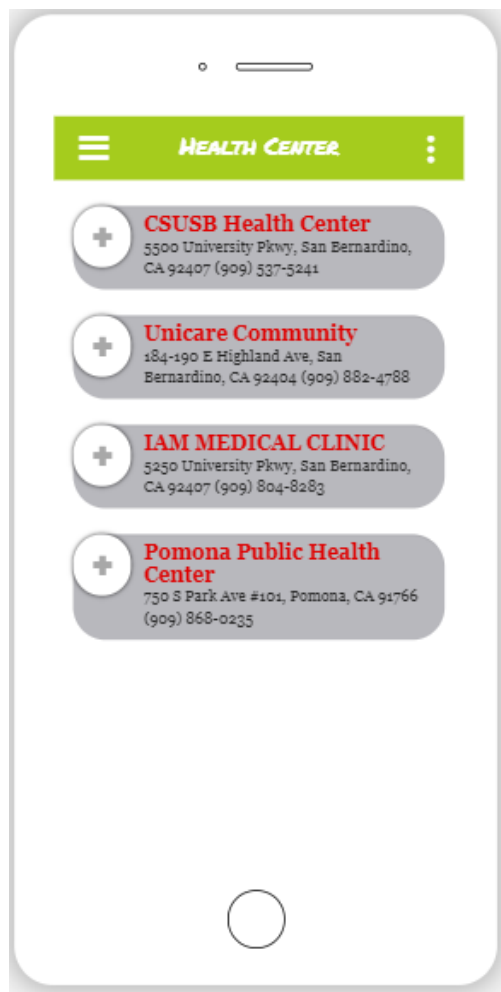 Health Center
CSUSB Health Center
5500 University Pkwy, San Bernardino,
CA 92407 (909) 537-5241
Unicare Community
184-190 E Highland Ave, San
Bernardino, CA 92404 (909) 882-4788
IAM MEDICAL CLINIC
5250 University Pkwy, San Bernardino,
CA 92407 (909) 804-8283
Pomona Public Health
Center
750 S Park Ave #101, Pomona, CA 91766
(909) 868-0235